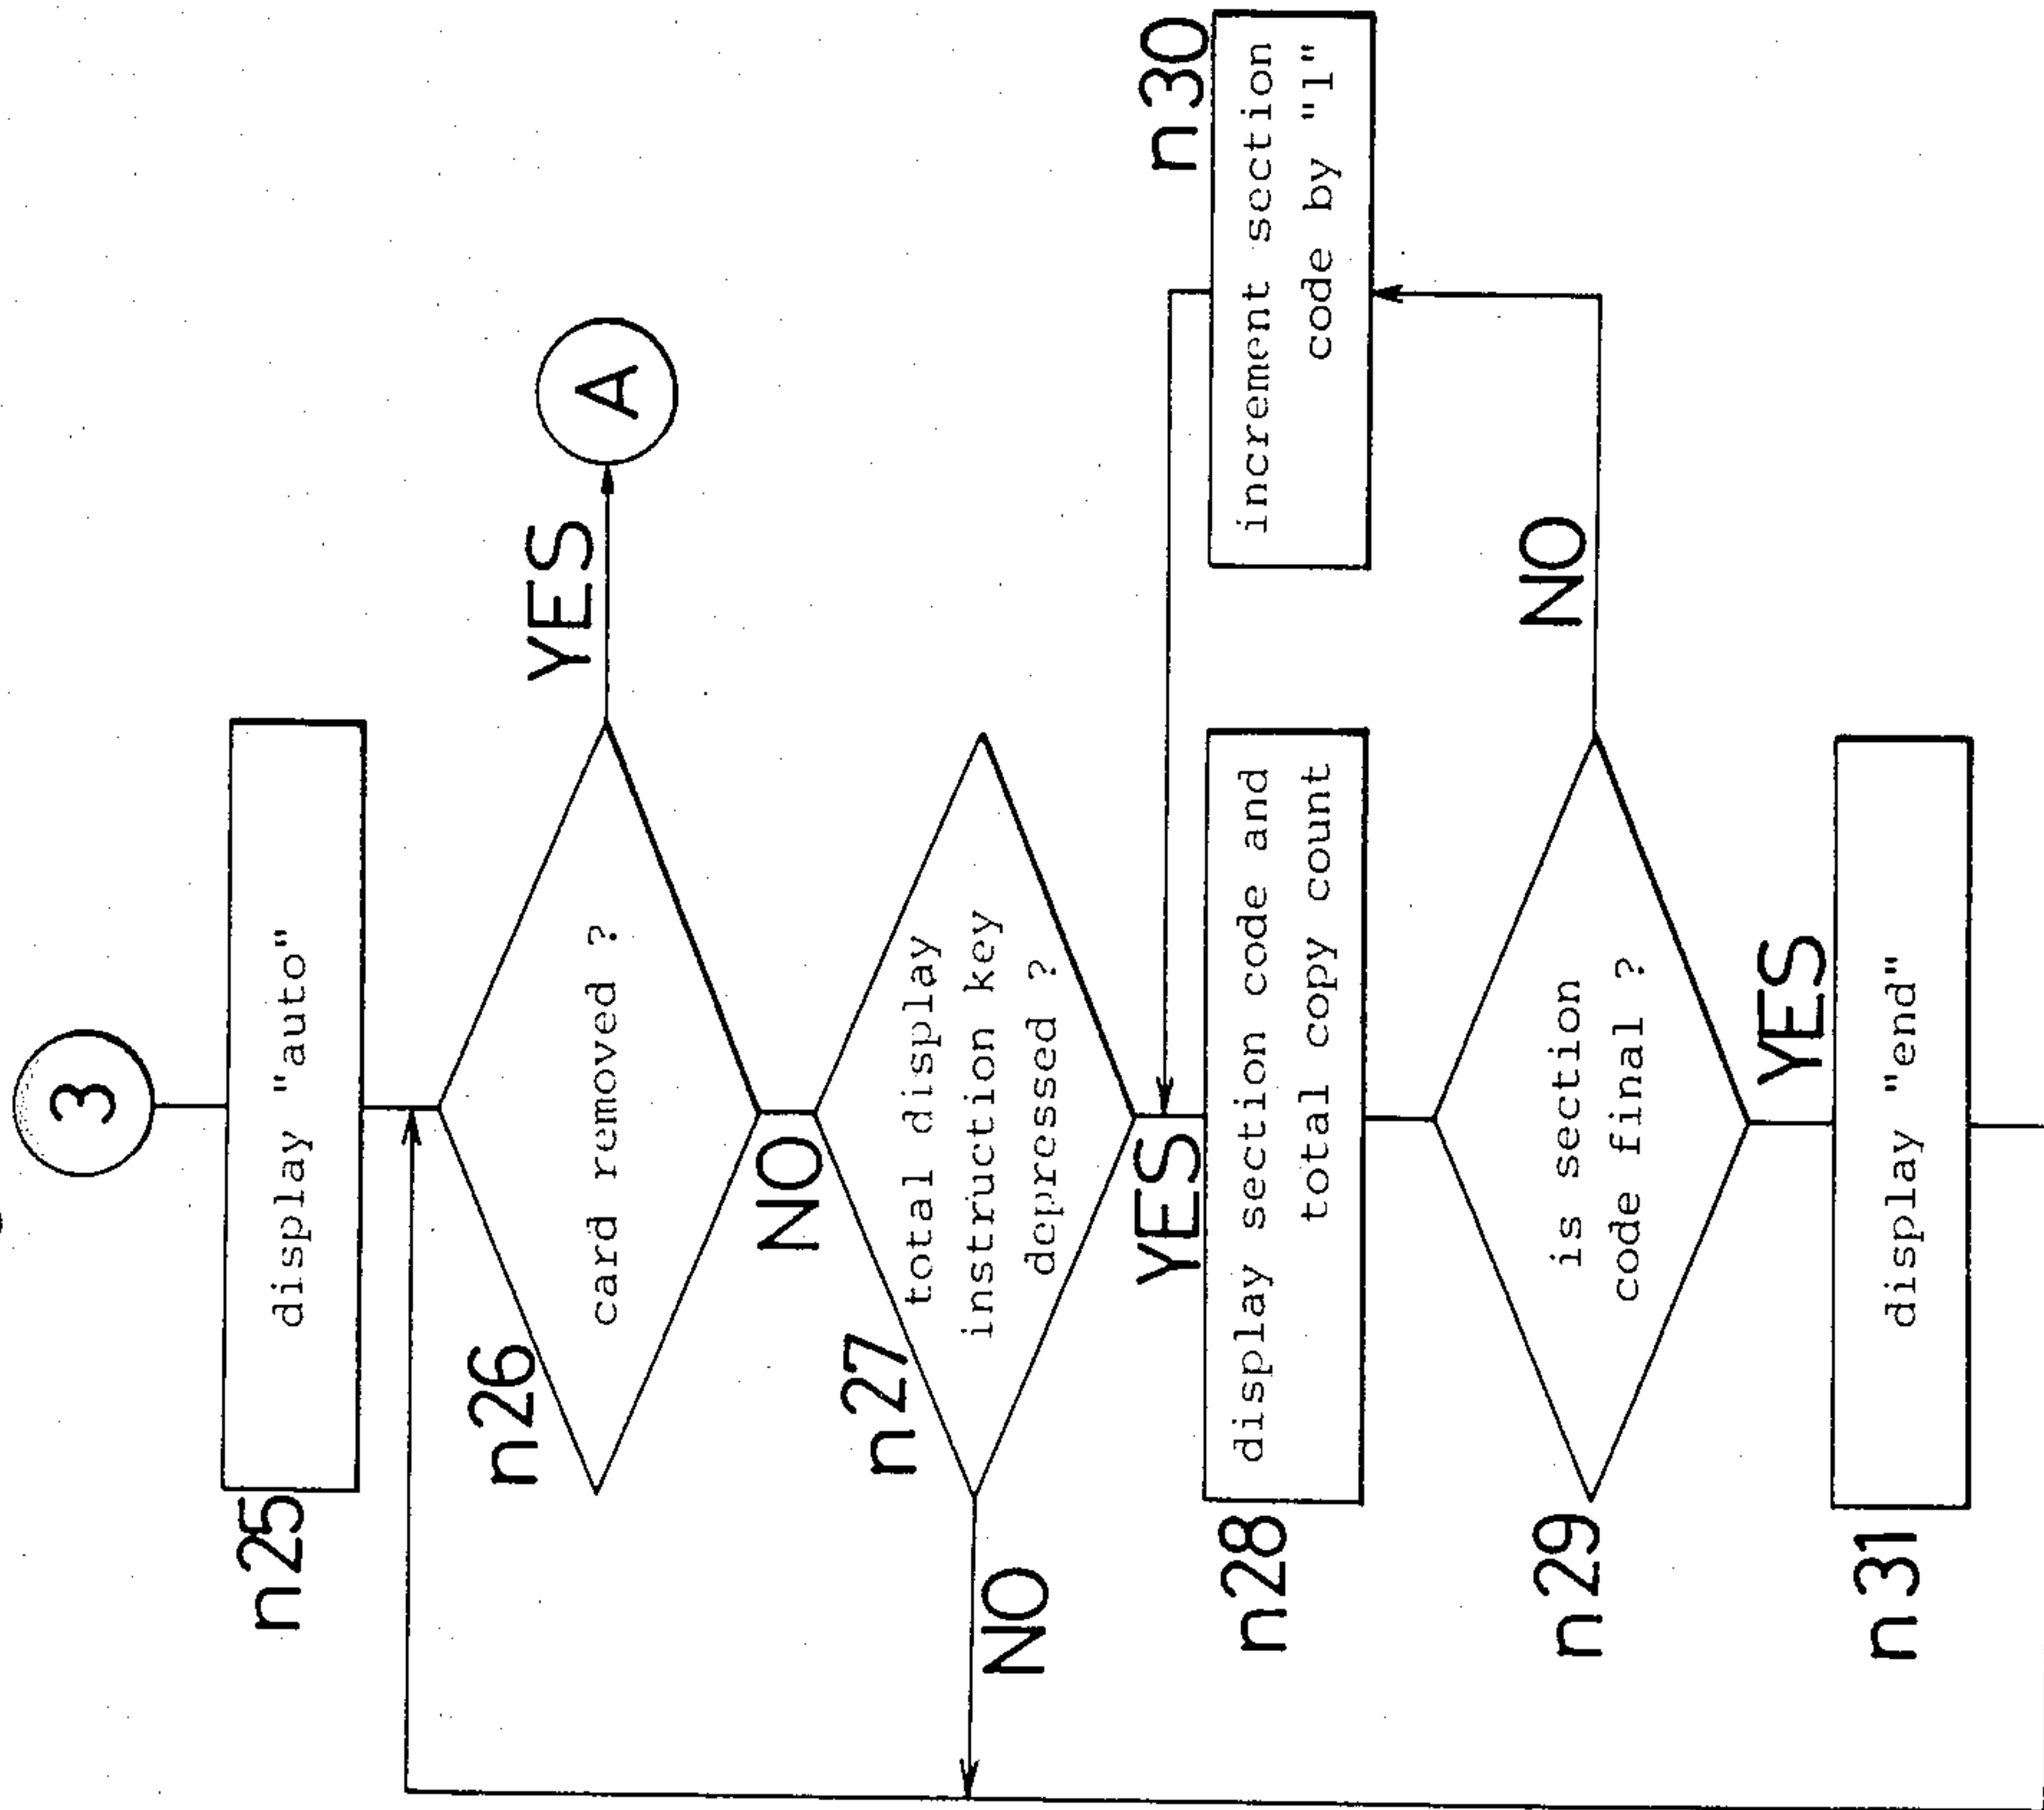 3
n25
display "auto"
n26
card removed ?
YES
A
NO
n27
total display
instruction key
depressed ?
NO
YES
n28
display section code and
total copy count
n30
increment section
code by "1"
n29
is section
code final ?
NO
YES
n31
display "end"